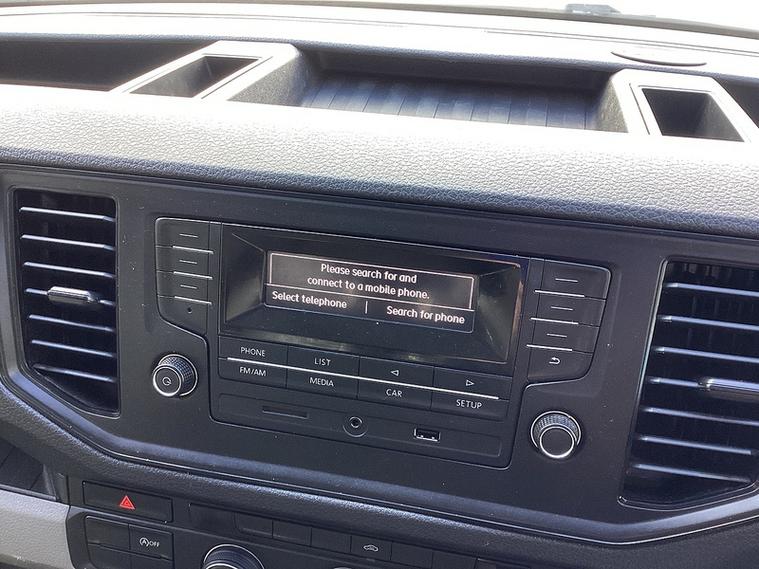 Please search for and
connect to a mobile phone.
Select telephone
Search for phone
PHONE
LIST
FM/AM
MEDIA
CAR
SETUP
OFF